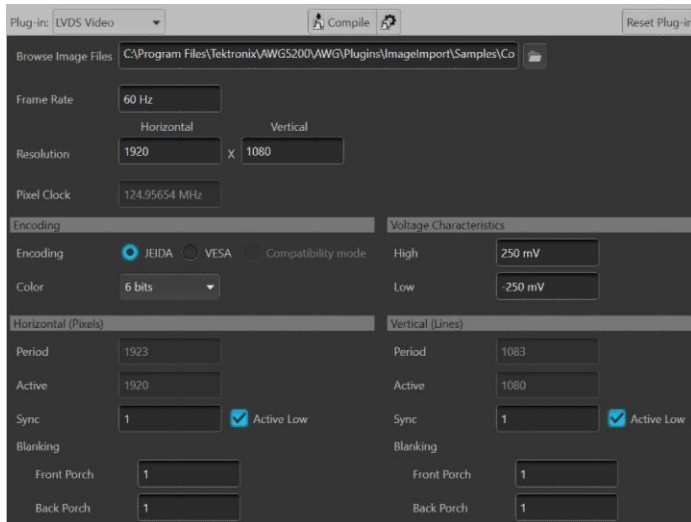 Plug-in: LVDS Video Compile Reset Plug-in
Browse Image Files C:\Program Files\Tektronix\AWG5200\AWG\Plugins\ImageImport\Samples\Co
Frame Rate 60 Hz
Horizontal Vertical
Resolution 1920 X 1080
Pixel Clock 124.95654 MHz
Encoding Voltage Characteristics
Encoding JEIDA VESA Compatibility mode High 250 mV
Color 6 bits Low -250 mV
Horizontal (Pixels) Vertical (Lines)
Period 1923 Period 1083
Active 1920 Active 1080
Sync 1 Active Low Sync 1 Active Low
Blanking Blanking
Front Porch 1 Front Porch 1
Back Porch 1 Back Porch 1